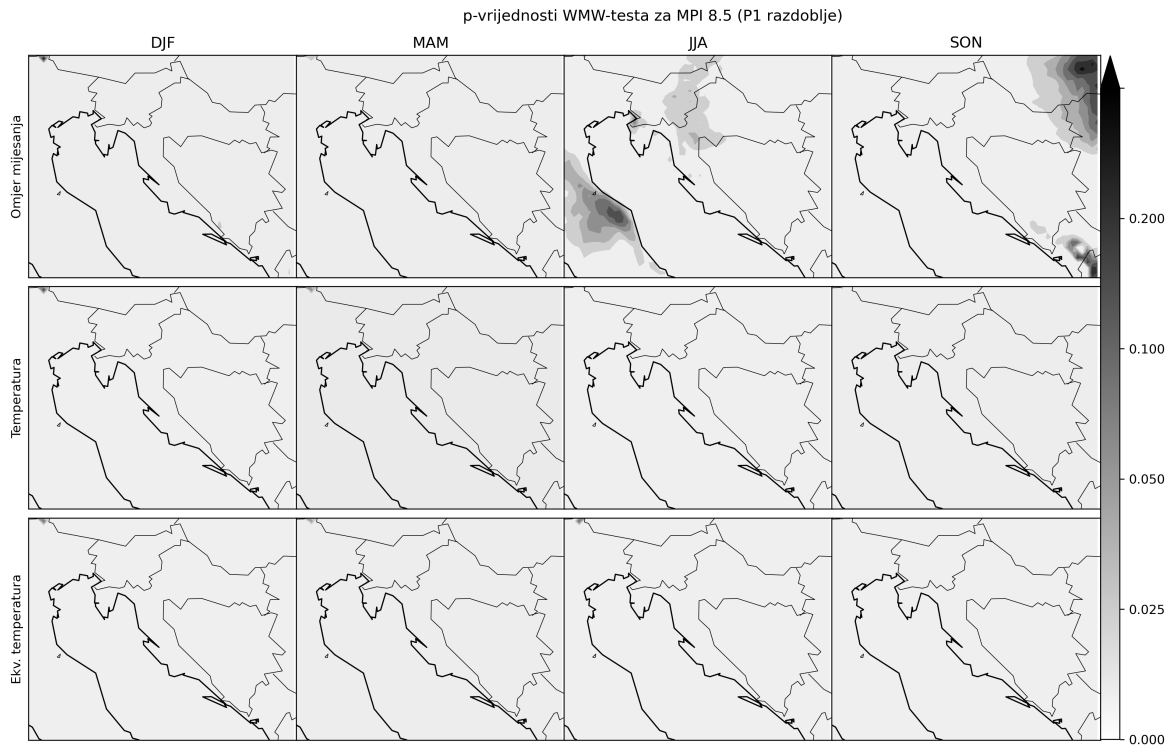 p-vrijednosti WMW-testa za MPI 8.5 (P1 razdoblje)
DJF
MAM
JJA
SON
Omjer mijesanja
Temperatura
Ekv. temperatura
0.200
0.100
0.050
0.025
0.000